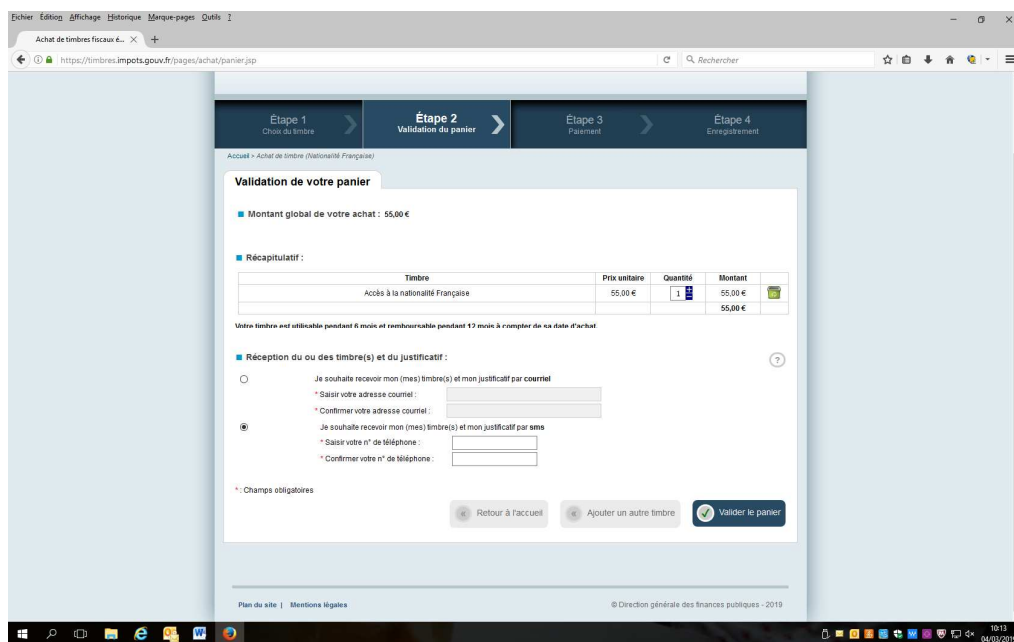 Fichier Édition Affichage Historique Marque-pages Outils ?
Achat de timbres fiscaux é...
https://timbres.impots.gouv.fr/pages/achat/panier.jsp
Rechercher
Étape 1
Choix du timbre
Étape 2
Validation du panier
Étape 3
Paiement
Étape 4
Enregistrement
Accueil > Achat de timbre (Nationalité Française)
Validation de votre panier
Montant global de votre achat : 55,00 €
Récapitulatif :
Timbre Prix unitaire Quantité Montant
Accès à la nationalité Française 55,00 € 1 55,00 €
55,00 €
Votre timbre est utilisable pendant 6 mois et remboursable pendant 12 mois à compter de sa date d'achat.
Réception du ou des timbre(s) et du justificatif :
?
Je souhaite recevoir mon (mes) timbre(s) et mon justificatif par courriel
* Saisir votre adresse courriel :
* Confirmer votre adresse courriel :
Je souhaite recevoir mon (mes) timbre(s) et mon justificatif par sms
* Saisir votre n° de téléphone :
* Confirmer votre n° de téléphone :
* : Champs obligatoires
Retour à l'accueil
Ajouter un autre timbre
Valider le panier
Plan du site | Mentions légales
© Direction générale des finances publiques - 2019
10:13
04/03/2019